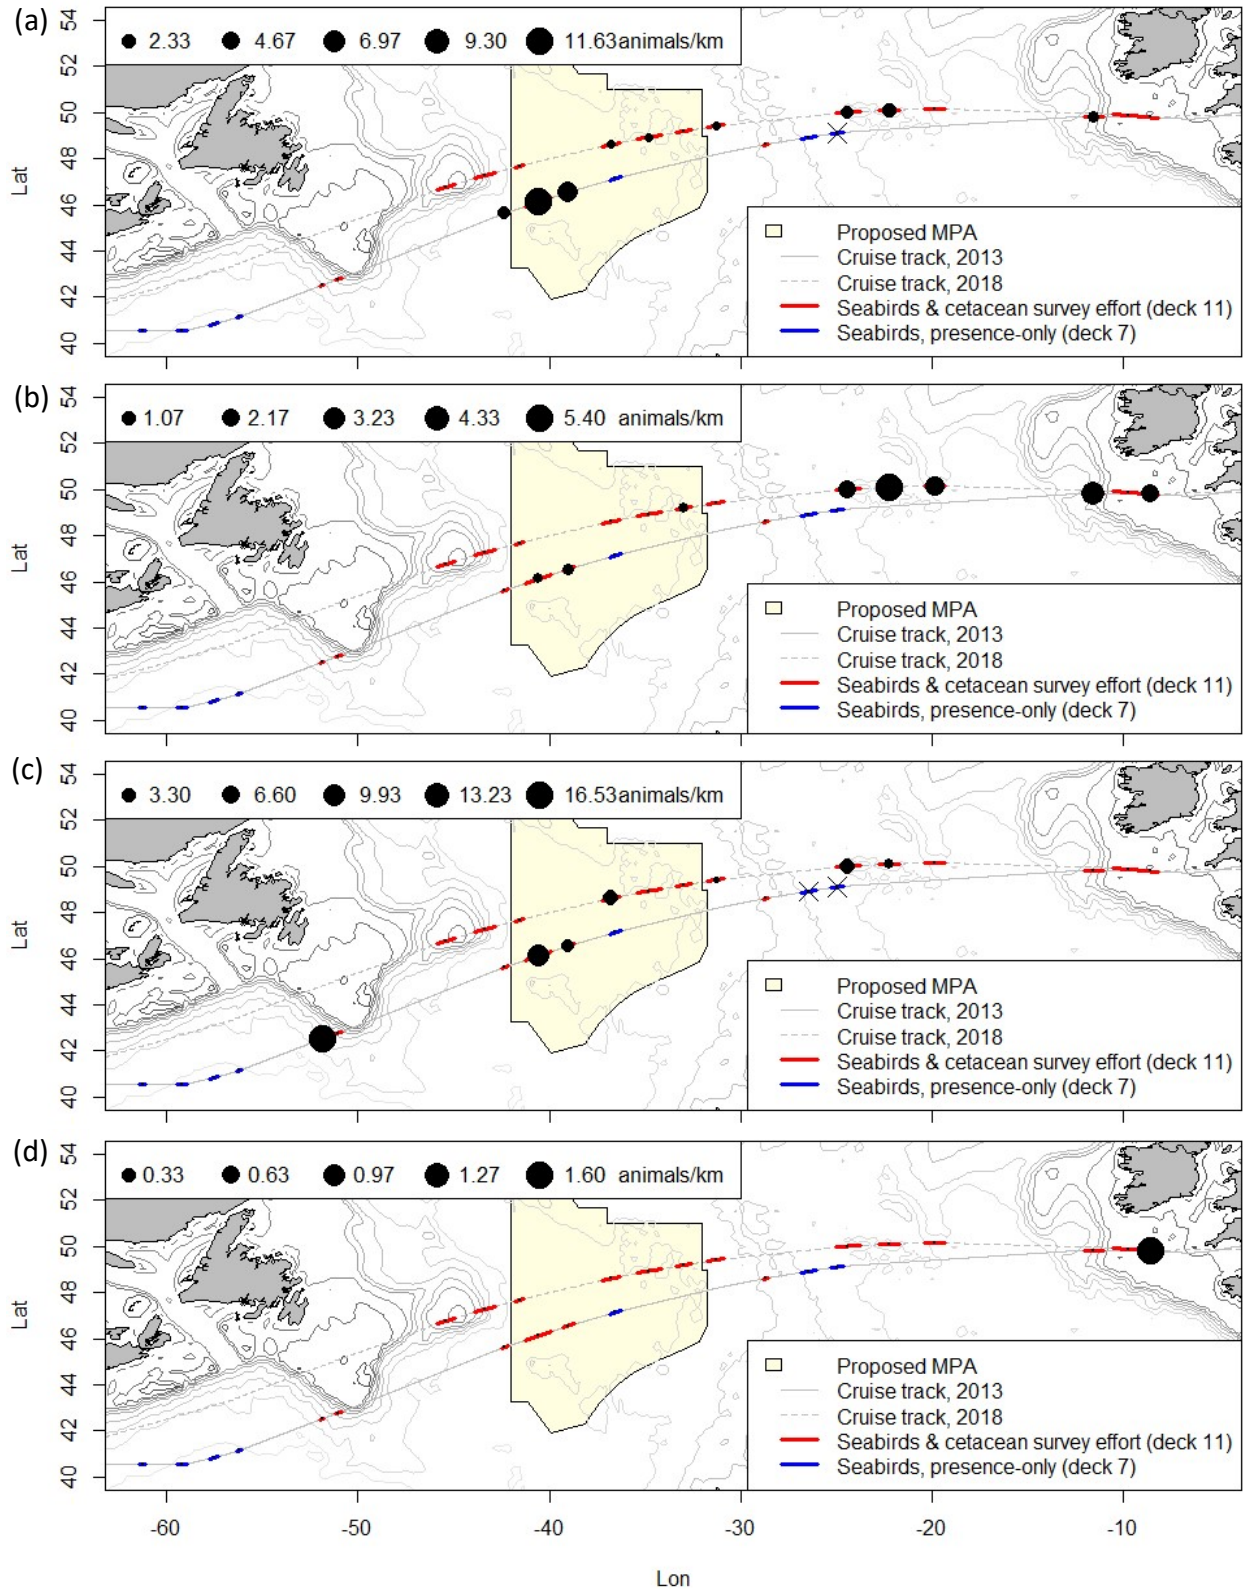 (a)
2.33 4.67 6.97 9.30 11.63 animals/km
54
52
50
48
46
44
42
40
Lat
Proposed MPA
Cruise track, 2013
Cruise track, 2018
Seabirds & cetacean survey effort (deck 11)
Seabirds, presence-only (deck 7)
(b)
1.07 2.17 3.23 4.33 5.40 animals/km
54
52
50
48
46
44
42
40
Lat
Proposed MPA
Cruise track, 2013
Cruise track, 2018
Seabirds & cetacean survey effort (deck 11)
Seabirds, presence-only (deck 7)
(c)
3.30 6.60 9.93 13.23 16.53 animals/km
54
52
50
48
46
44
42
40
Lat
Proposed MPA
Cruise track, 2013
Cruise track, 2018
Seabirds & cetacean survey effort (deck 11)
Seabirds, presence-only (deck 7)
(d)
0.33 0.63 0.97 1.27 1.60 animals/km
54
52
50
48
46
44
42
40
Lat
Proposed MPA
Cruise track, 2013
Cruise track, 2018
Seabirds & cetacean survey effort (deck 11)
Seabirds, presence-only (deck 7)
-60 -50 -40 -30 -20 -10
Lon